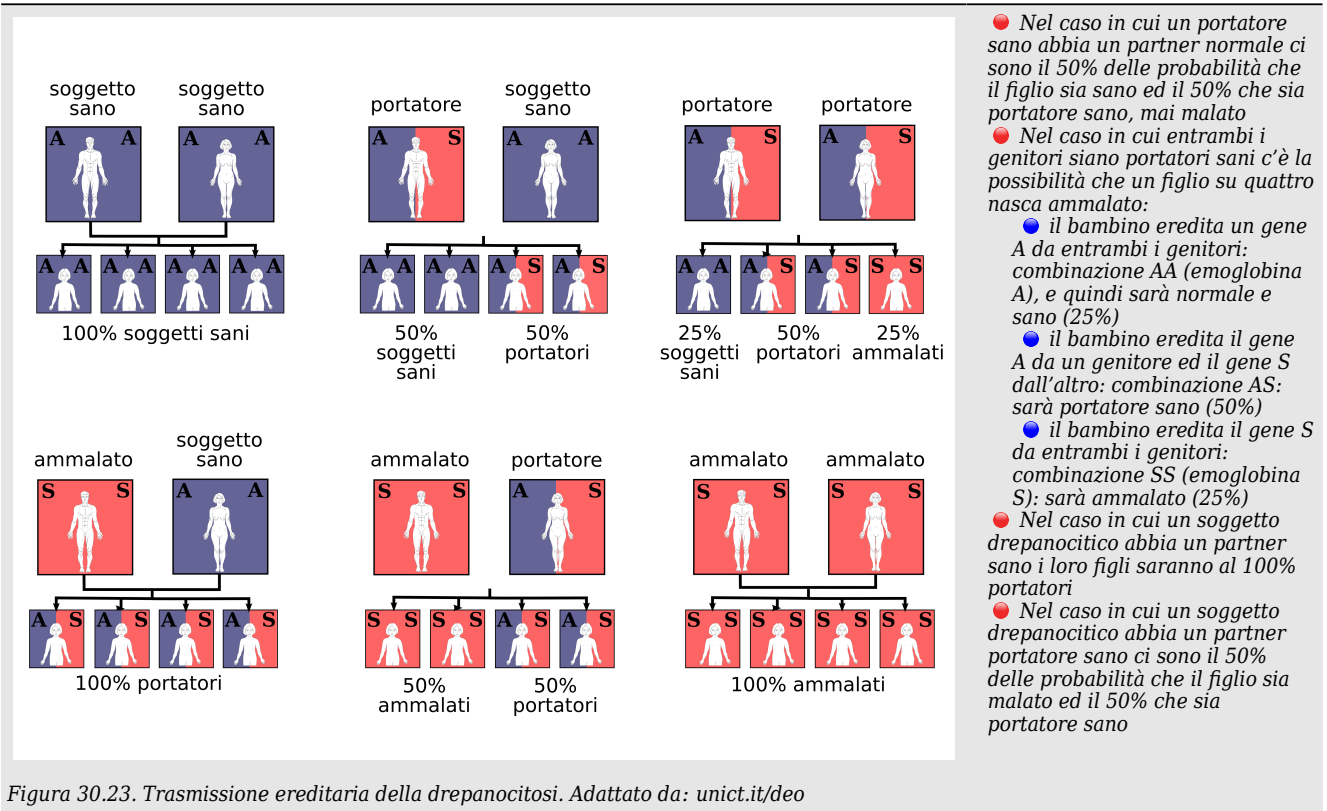 soggetto
sano
soggetto
sano
A A
A A
A A A A A A A A
100% soggetti sani
portatore
soggetto
sano
A S
A A
A A A A A S A S
50%
soggetti
sani
50%
portatori
portatore
portatore
A S
A S
A A A S A S S S
25%
soggetti
sani
50%
portatori
25%
ammalati
ammalato
soggetto
sano
S S
A A
A S A S A S A S
100% portatori
ammalato
portatore
S S
A S
S S S S A S A S
50%
ammalati
50%
portatori
ammalato
ammalato
S S
S S
S S S S S S S S
100% ammalati
Nel caso in cui un portatore
sano abbia un partner normale ci
sono il 50% delle probabilità che
il figlio sia sano ed il 50% che sia
portatore sano, mai malato
Nel caso in cui entrambi i
genitori siano portatori sani c’è la
possibilità che un figlio su quattro
nasca ammalato:
il bambino eredita un gene
A da entrambi i genitori:
combinazione AA (emoglobina
A), e quindi sarà normale e
sano (25%)
il bambino eredita il gene
A da un genitore ed il gene S
dall’altro: combinazione AS:
sarà portatore sano (50%)
il bambino eredita il gene S
da entrambi i genitori:
combinazione SS (emoglobina
S): sarà ammalato (25%)
Nel caso in cui un soggetto
drepanocitico abbia un partner
sano i loro figli saranno al 100%
portatori
Nel caso in cui un soggetto
drepanocitico abbia un partner
portatore sano ci sono il 50%
delle probabilità che il figlio sia
malato ed il 50% che sia
portatore sano
Figura 30.23. Trasmissione ereditaria della drepanocitosi. Adattato da: unict.it/deo